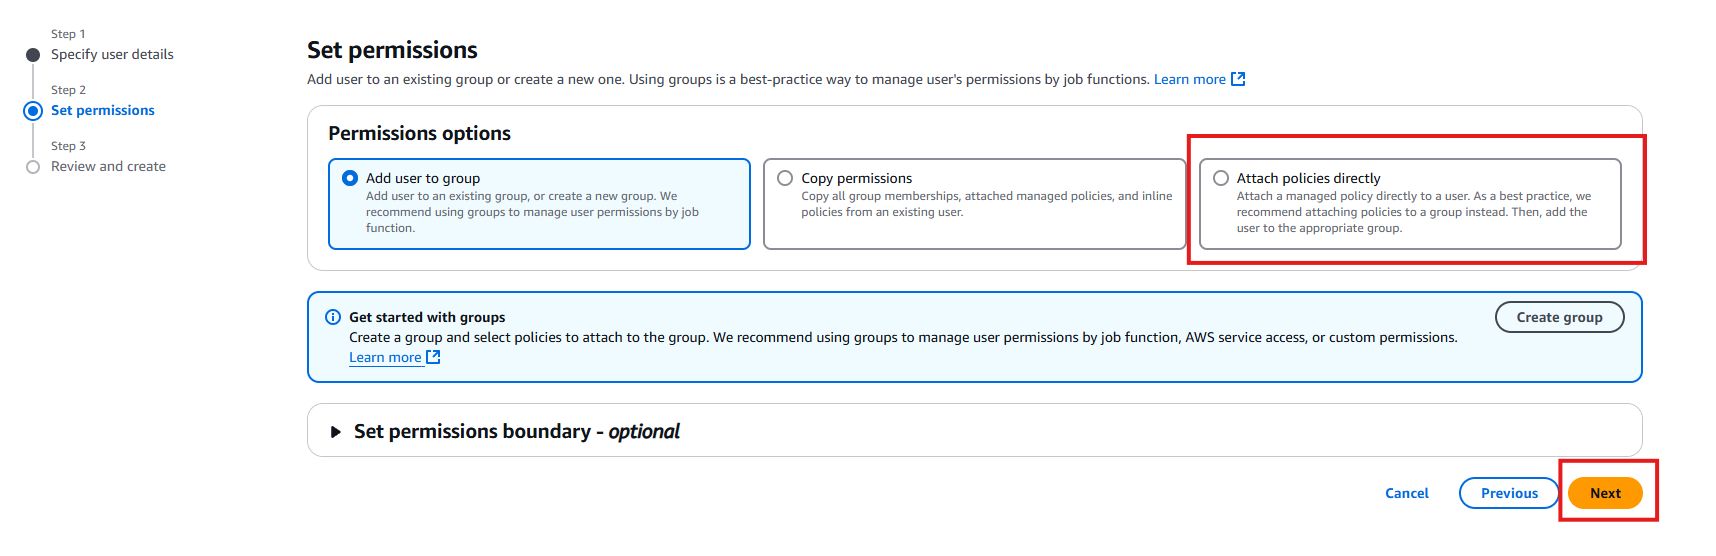 Step 1
Specify user details
Step 2
Set permissions
Step 3
Review and create
Set permissions
Add user to an existing group or create a new one. Using groups is a best-practice way to manage user's permissions by job functions. Learn more
Permissions options
Add user to group
Add user to an existing group, or create a new group. We
recommend using groups to manage user permissions by job
function.
Copy permissions
Copy all group memberships, attached managed policies, and inline
policies from an existing user.
Attach policies directly
Attach a managed policy directly to a user. As a best practice, we
recommend attaching policies to a group instead. Then, add the
user to the appropriate group.
Get started with groups
Create a group and select policies to attach to the group. We recommend using groups to manage user permissions by job function, AWS service access, or custom permissions.
Learn more
Create group
Set permissions boundary - optional
Cancel
Previous
Next